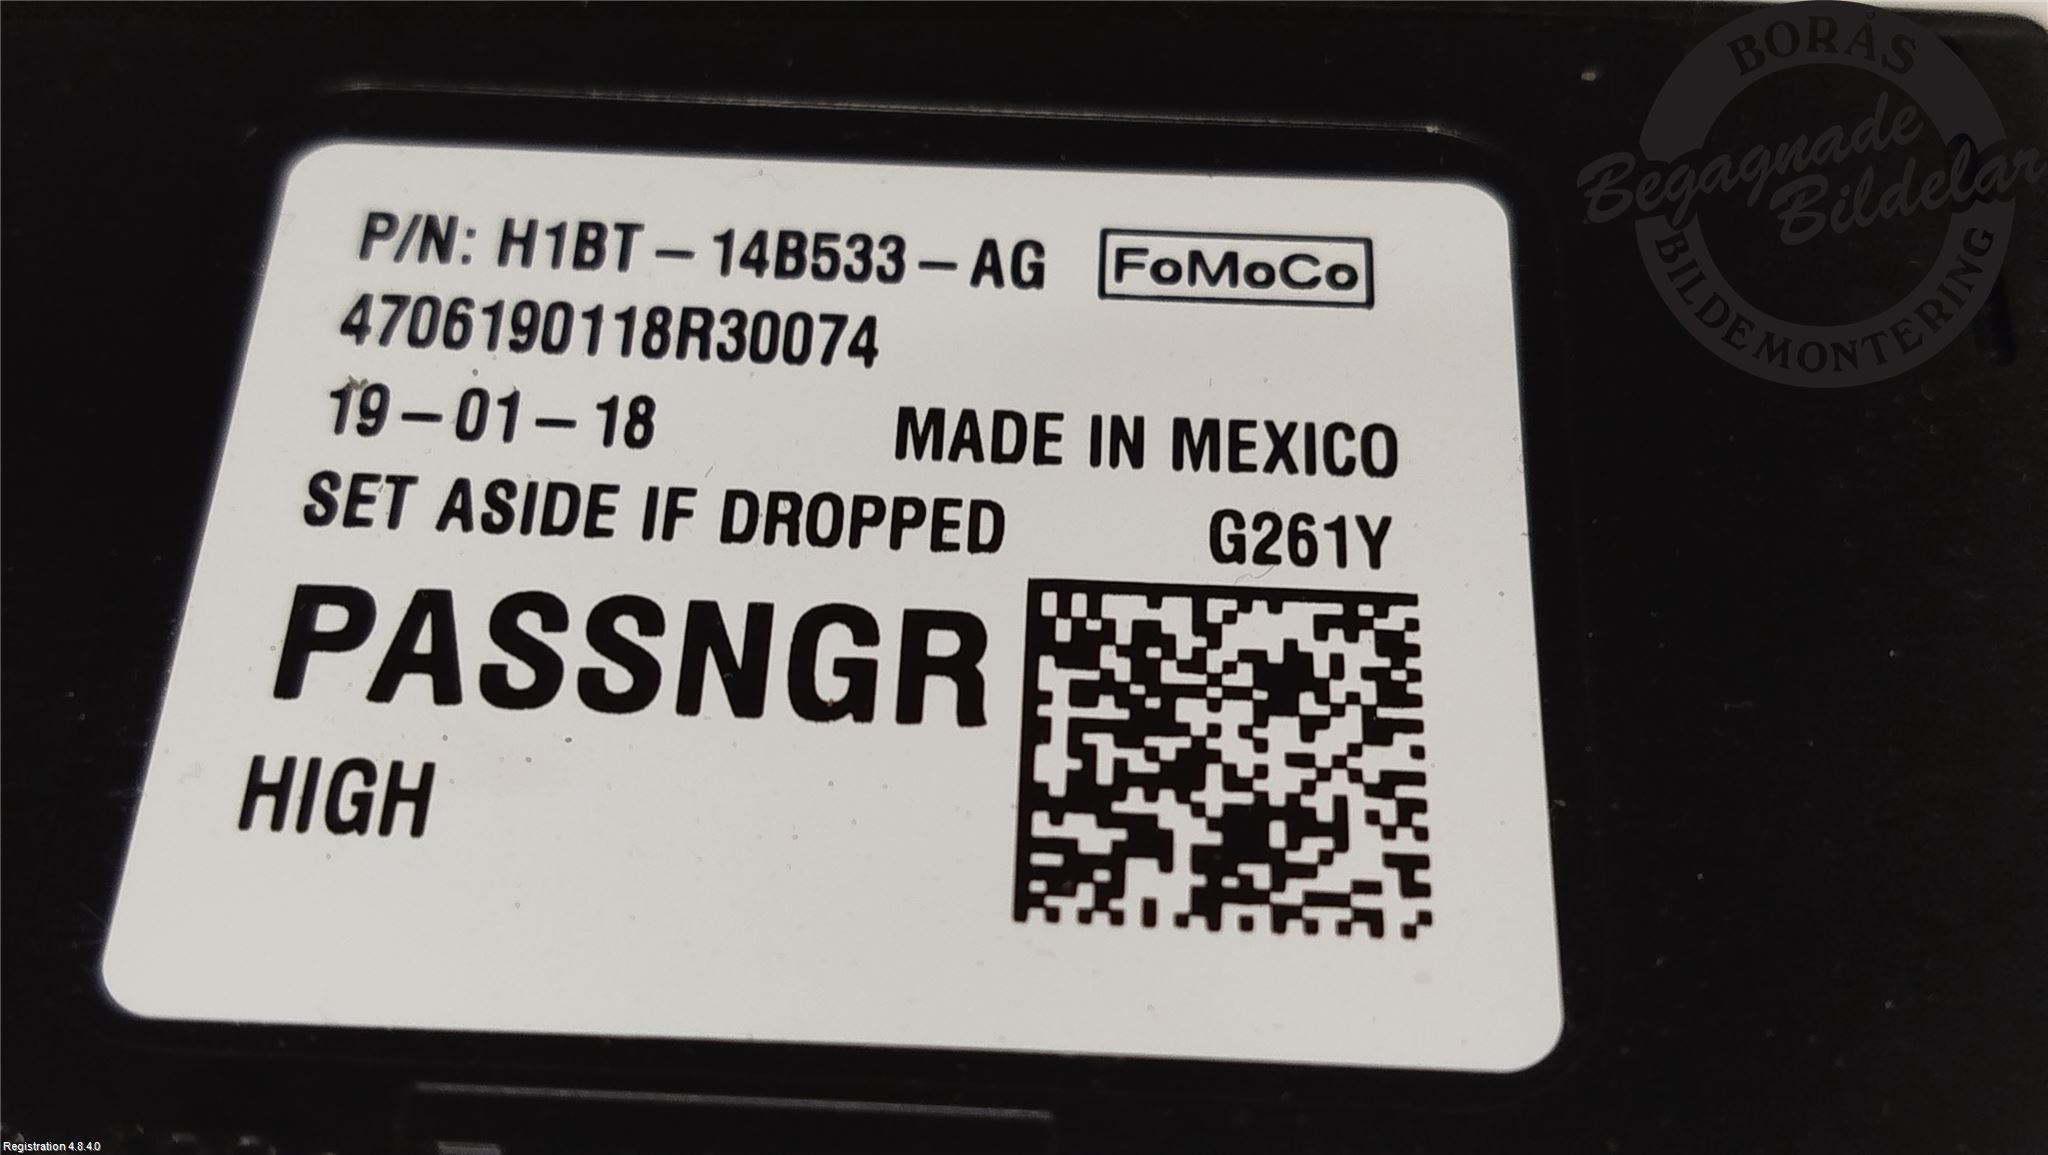 BORÅS
Begagnade
Bildelar
BILDEMONTERING
P/N: H1BT-14B533-AG FoMoCo
4706190118R30074
19-01-18 MADE IN MEXICO
SET ASIDE IF DROPPED G261Y
PASSNGR
HIGH
Registration 4.8.4.0